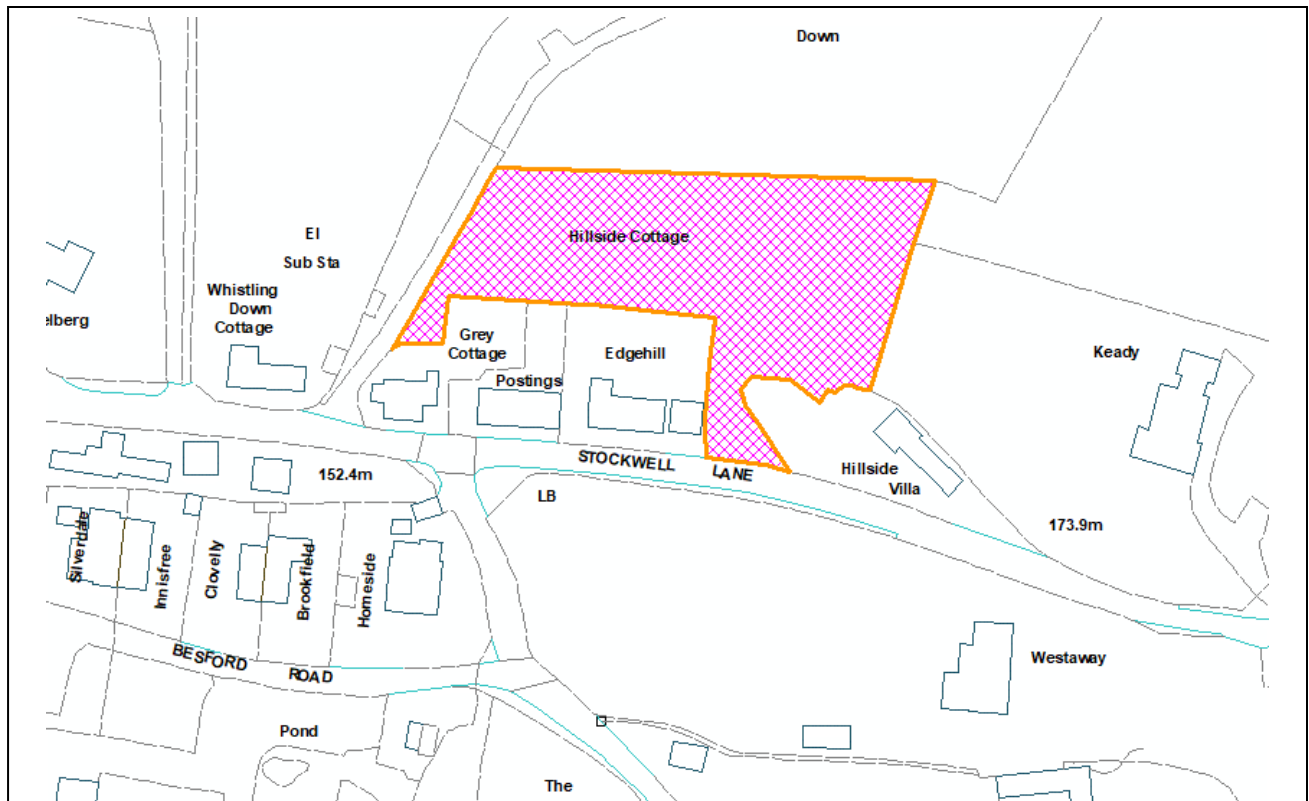 Down
Hillside Cottage
El
Sub Sta
Whistling
Down
Cottage
elberg
Grey
Cottage
Postings
Edgehill
Keady
STOCKWELL LANE
Hillside
Villa
152.4m
LB
173.9m
Silverdale
Innisfree
Clovelly
Brookfield
Homeside
BESFORD ROAD
Westaway
Pond
The